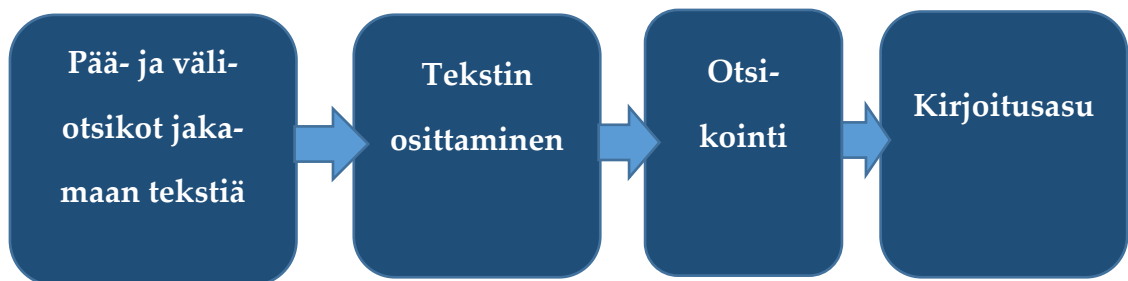 Pää- ja väli-
otsikot jaka-
maan tekstiä
Tekstin
osittaminen
Otsi-
kointi
Kirjoitusasu